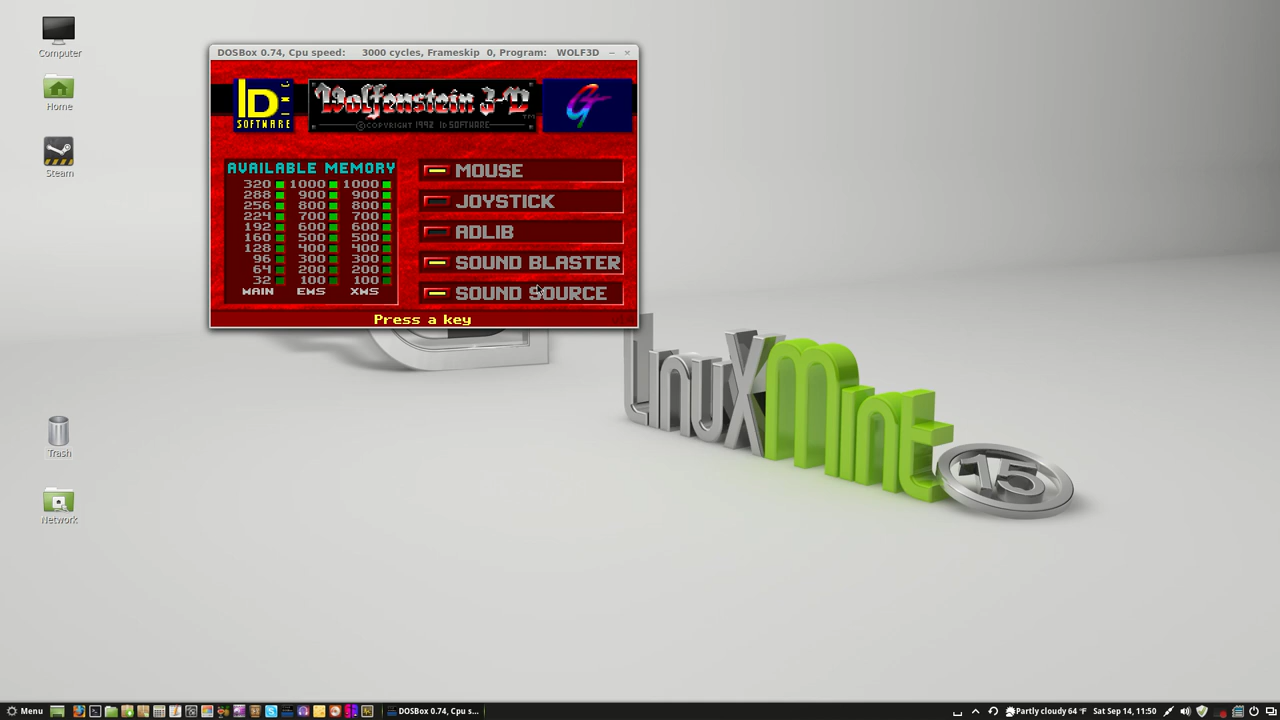 Computer
Home
Steam
Trash
Network
DOSBox 0.74, Cpu speed: 3000 cycles, Frameskip 0, Program: WOLF3D
ID
SOFTWARE
Wolfenstein 3-D
TM
©COPYRIGHT 1992 ID SOFTWARE
AVAILABLE MEMORY
320 1000 1000
288 900 900
256 800 800
224 700 700
192 600 600
160 500 500
128 400 400
96 300 300
64 200 200
32 100 100
MAIN EMS XMS
MOUSE
JOYSTICK
ADLIB
SOUND BLASTER
SOUND SOURCE
Press a key
LinuxMint
15
Menu
DOSBox 0.74, Cpu s...
Partly cloudy 64 °F
Sat Sep 14, 11:50